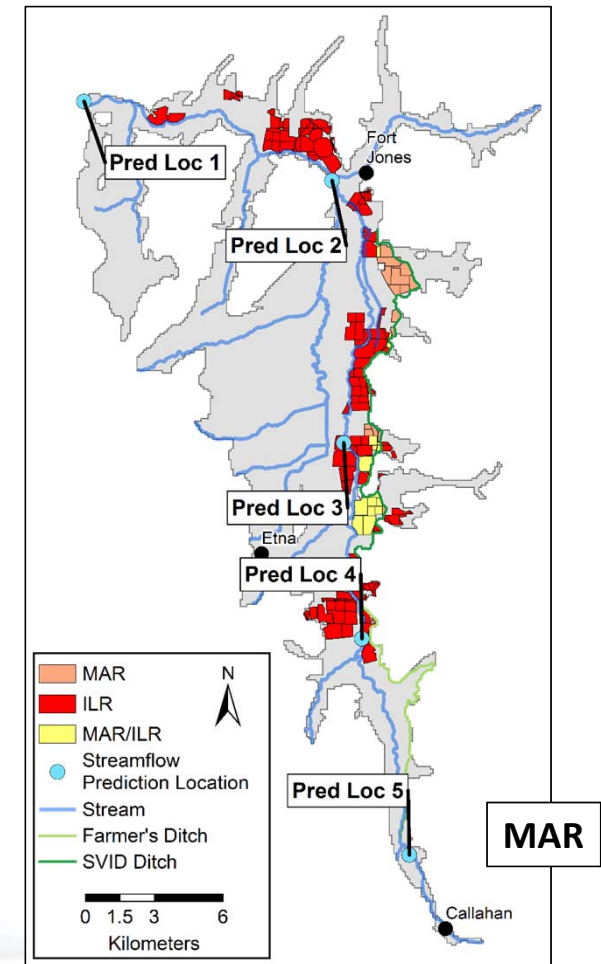 Pred Loc 1
Fort
Jones
Pred Loc 2
Pred Loc 3
Etna
Pred Loc 4
Pred Loc 5
MAR
Callahan
MAR
ILR
MAR/ILR
Streamflow
Prediction Location
Stream
Farmer's Ditch
SVID Ditch
N
0 1.5 3 6
Kilometers